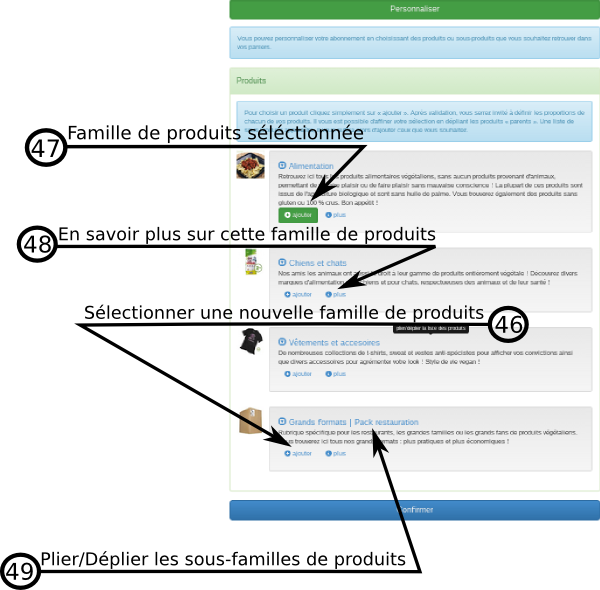 Personnaliser
Vous pouvez personnaliser votre abonnement en choisissant des produits ou sous-produits que vous souhaitez retrouver dans
vos paniers.
Produits
Pour choisir un produit cliquez simplement sur « ajouter ». Après validation, vous serez invité à définir les proportions de
chacun de vos produits. Il vous est possible d'affiner votre sélection en dépliant les produits « parents ». Une liste de
d'ajouter ceux que vous souhaitez.
47 Famille de produits séléctionnée
Alimentation
Retrouvez ici tous les produits alimentaires végétaliens, sans aucun produits provenant d'animaux,
permettant de se faire plaisir ou de faire plaisir sans mauvaise conscience ! La plupart de ces produits sont
issus de l'agriculture biologique et sont sans huile de palme. Vous trouverez également des produits sans
gluten ou 100 % crus. Bon appétit !
ajouter plus
48 En savoir plus sur cette famille de produits
Chiens et chats
Nos amis les animaux ont aussi le droit a leur gamme de produits entièrement végétale ! Découvrez divers
marques d'alimentation pour chiens et pour chats, respectueuses des animaux et de leur santé !
ajouter plus
Sélectionner une nouvelle famille de produits 46
plier/déplier la liste des produits
Vêtements et accesoires
De nombreuses collections de t-shirts, sweat et vestes anti-spécistes pour afficher vos convictions ainsi
que divers accessoires pour agrémenter votre look ! Style de vie vegan !
ajouter plus
Grands formats | Pack restauration
Rubrique spécifique pour les restaurants, les grandes familles ou les grands fans de produits végétaliens.
Vous trouverez ici tous nos grands formats : plus pratiques et plus économiques !
ajouter plus
Confirmer
49 Plier/Déplier les sous-familles de produits